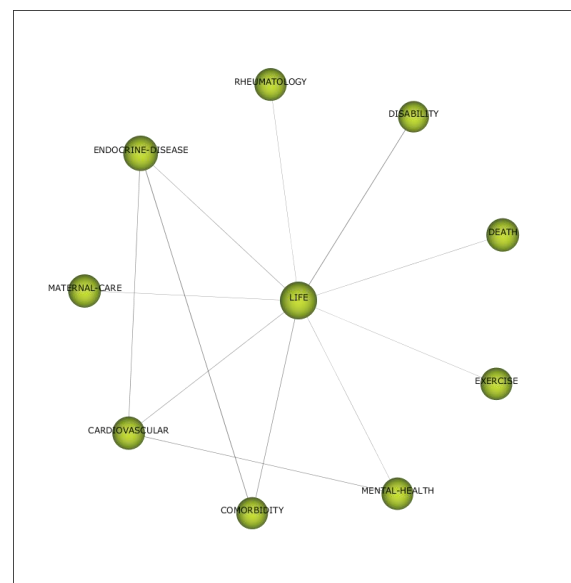 RHEUMATOLOGY
DISABILITY
ENDOCRINE-DISEASE
DEATH
MATERNAL-CARE
LIFE
EXERCISE
CARDIOVASCULAR
MENTAL-HEALTH
COMORBIDITY